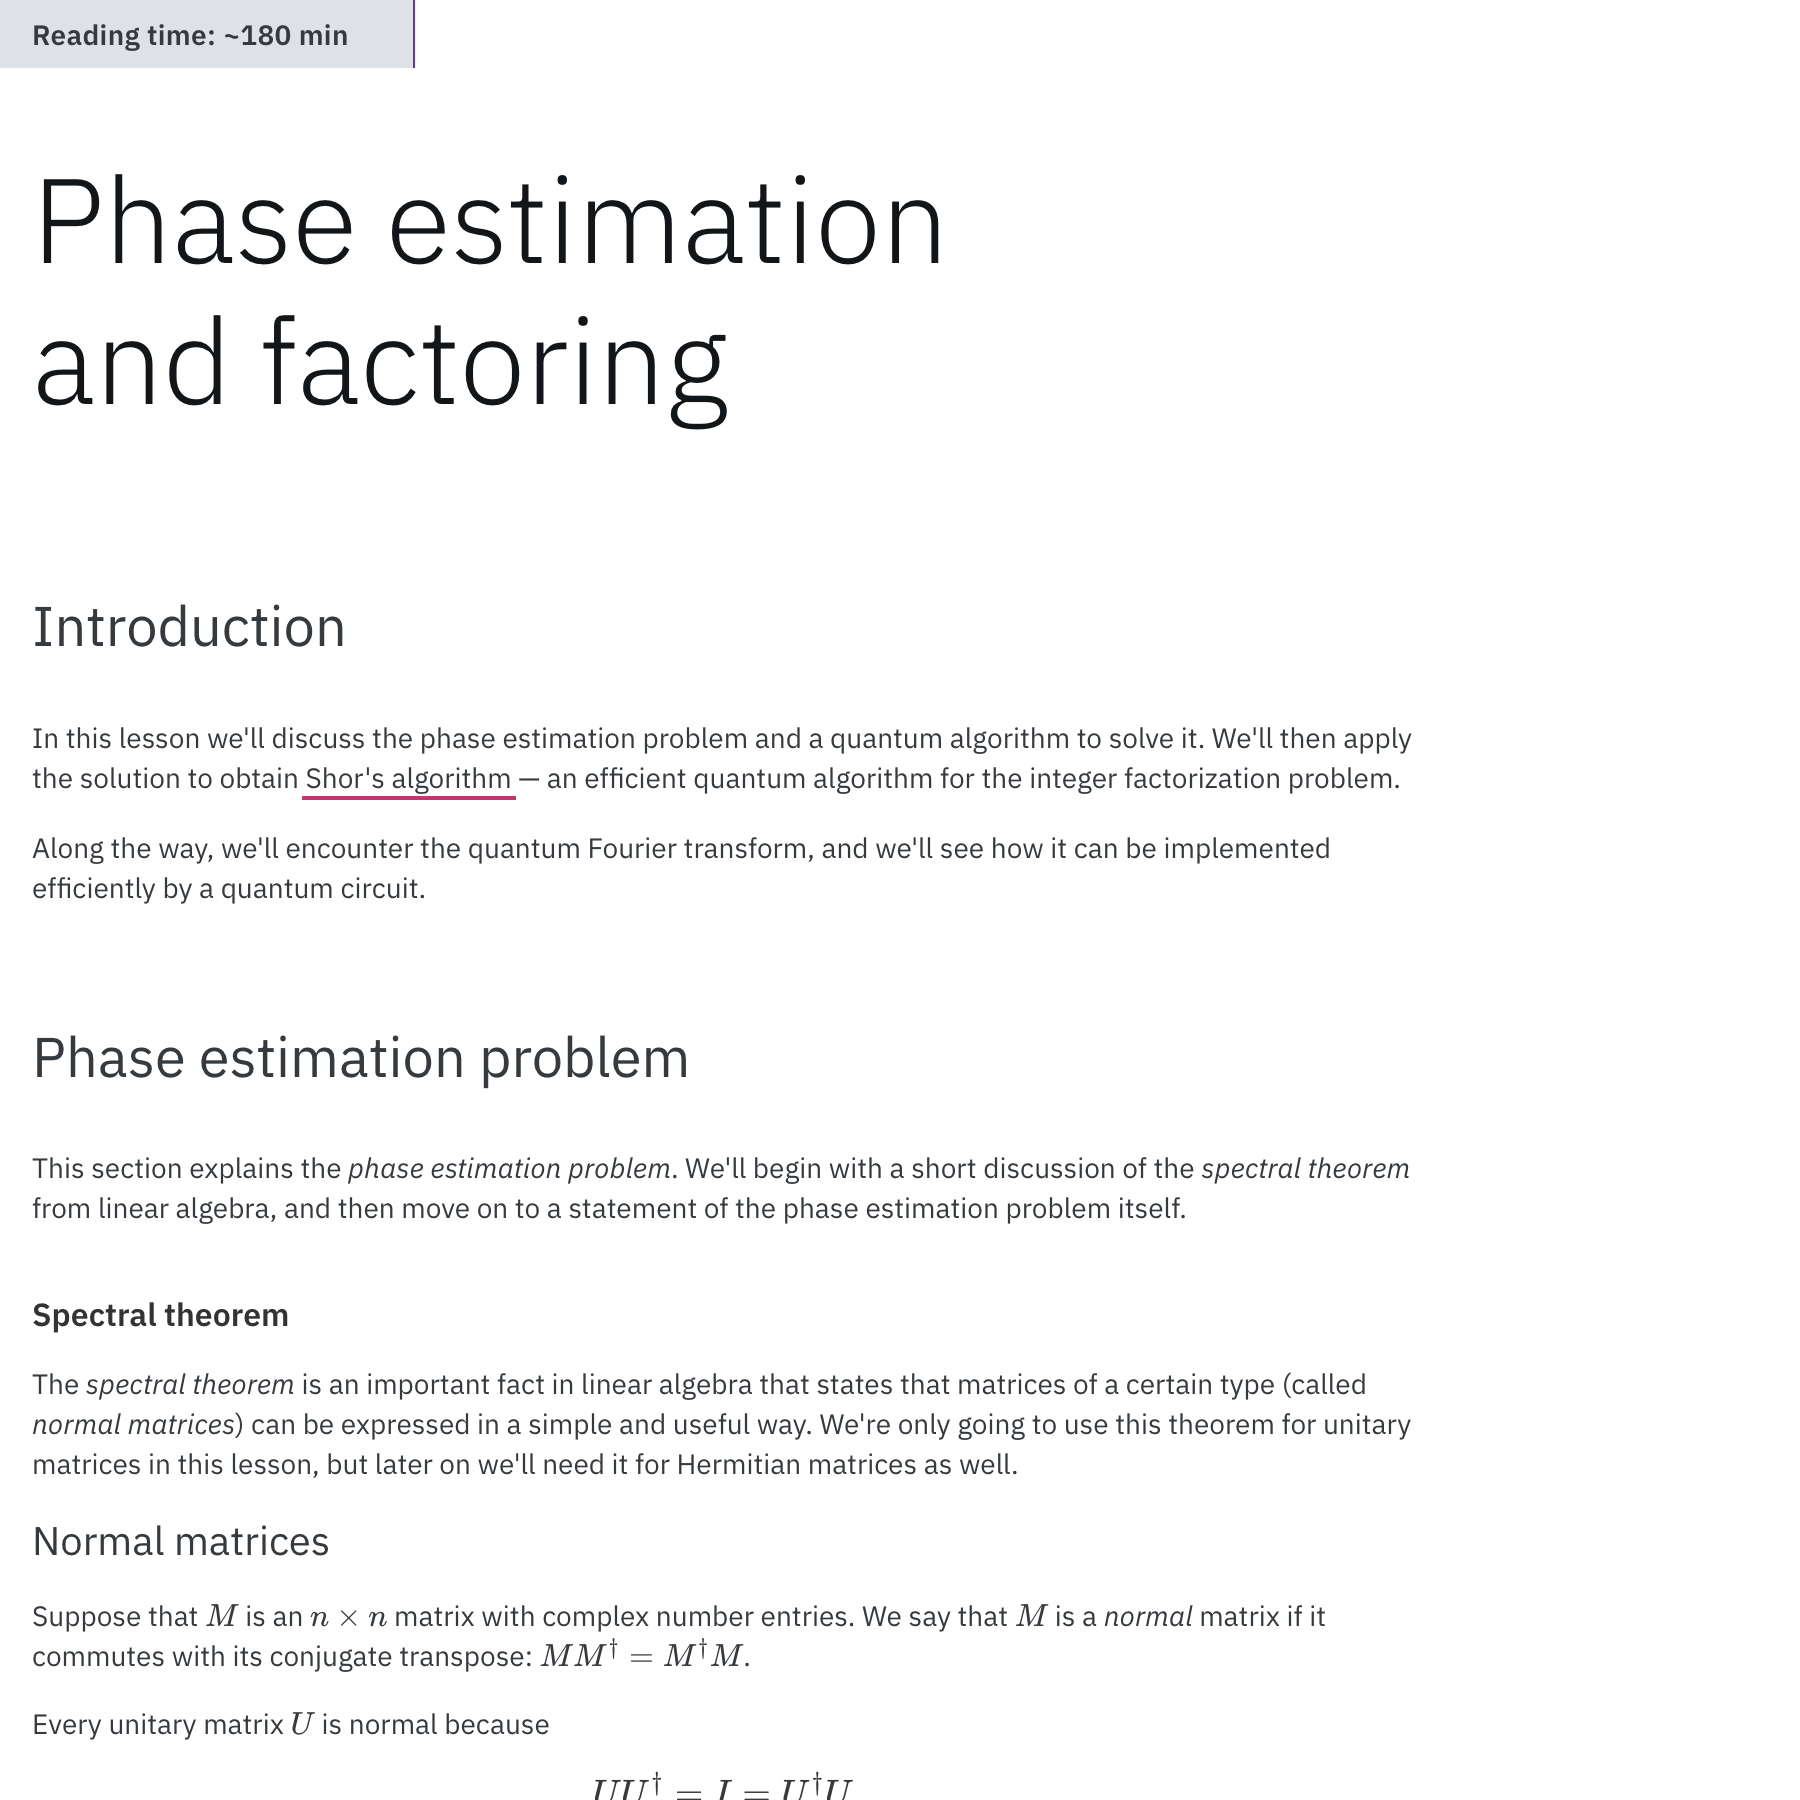 Reading time: ~180 min
Phase estimation
and factoring
Introduction
In this lesson we'll discuss the phase estimation problem and a quantum algorithm to solve it. We'll then apply
the solution to obtain Shor's algorithm — an efficient quantum algorithm for the integer factorization problem.
Along the way, we'll encounter the quantum Fourier transform, and we'll see how it can be implemented
efficiently by a quantum circuit.
Phase estimation problem
This section explains the phase estimation problem. We'll begin with a short discussion of the spectral theorem
from linear algebra, and then move on to a statement of the phase estimation problem itself.
Spectral theorem
The spectral theorem is an important fact in linear algebra that states that matrices of a certain type (called
normal matrices) can be expressed in a simple and useful way. We're only going to use this theorem for unitary
matrices in this lesson, but later on we'll need it for Hermitian matrices as well.
Normal matrices
Suppose that M is an n × n matrix with complex number entries. We say that M is a normal matrix if it
commutes with its conjugate transpose: MM† = M†M.
Every unitary matrix U is normal because
UU† = I = U†U